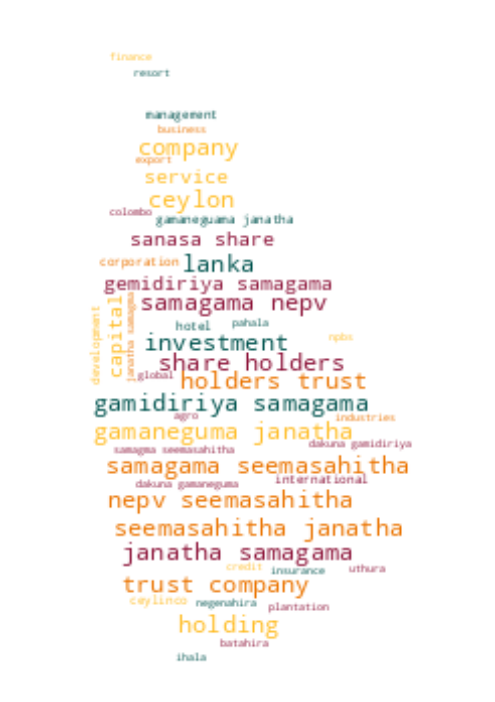 finance
resort
management
business
company
export
service
ceylon
colombo
gamaneguama janatha
sanasa share
corporation
lanka
gemidiriya samagama
samagama nepv
capital
janatha samagma
development
hotel
pahala
investment
npbs
share holders
global
holders trust
gamidiriya samagama
agro
industries
gamaneguma janatha
dakuna gamidiriya
samagma seemasahitha
samagama seemasahitha
international
dakuna gamaneguma
nepv seemasahitha
seemasahitha janatha
janatha samagama
credit
insurance
uthura
trust company
ceylinco
negenahira
plantation
holding
batahira
ihala